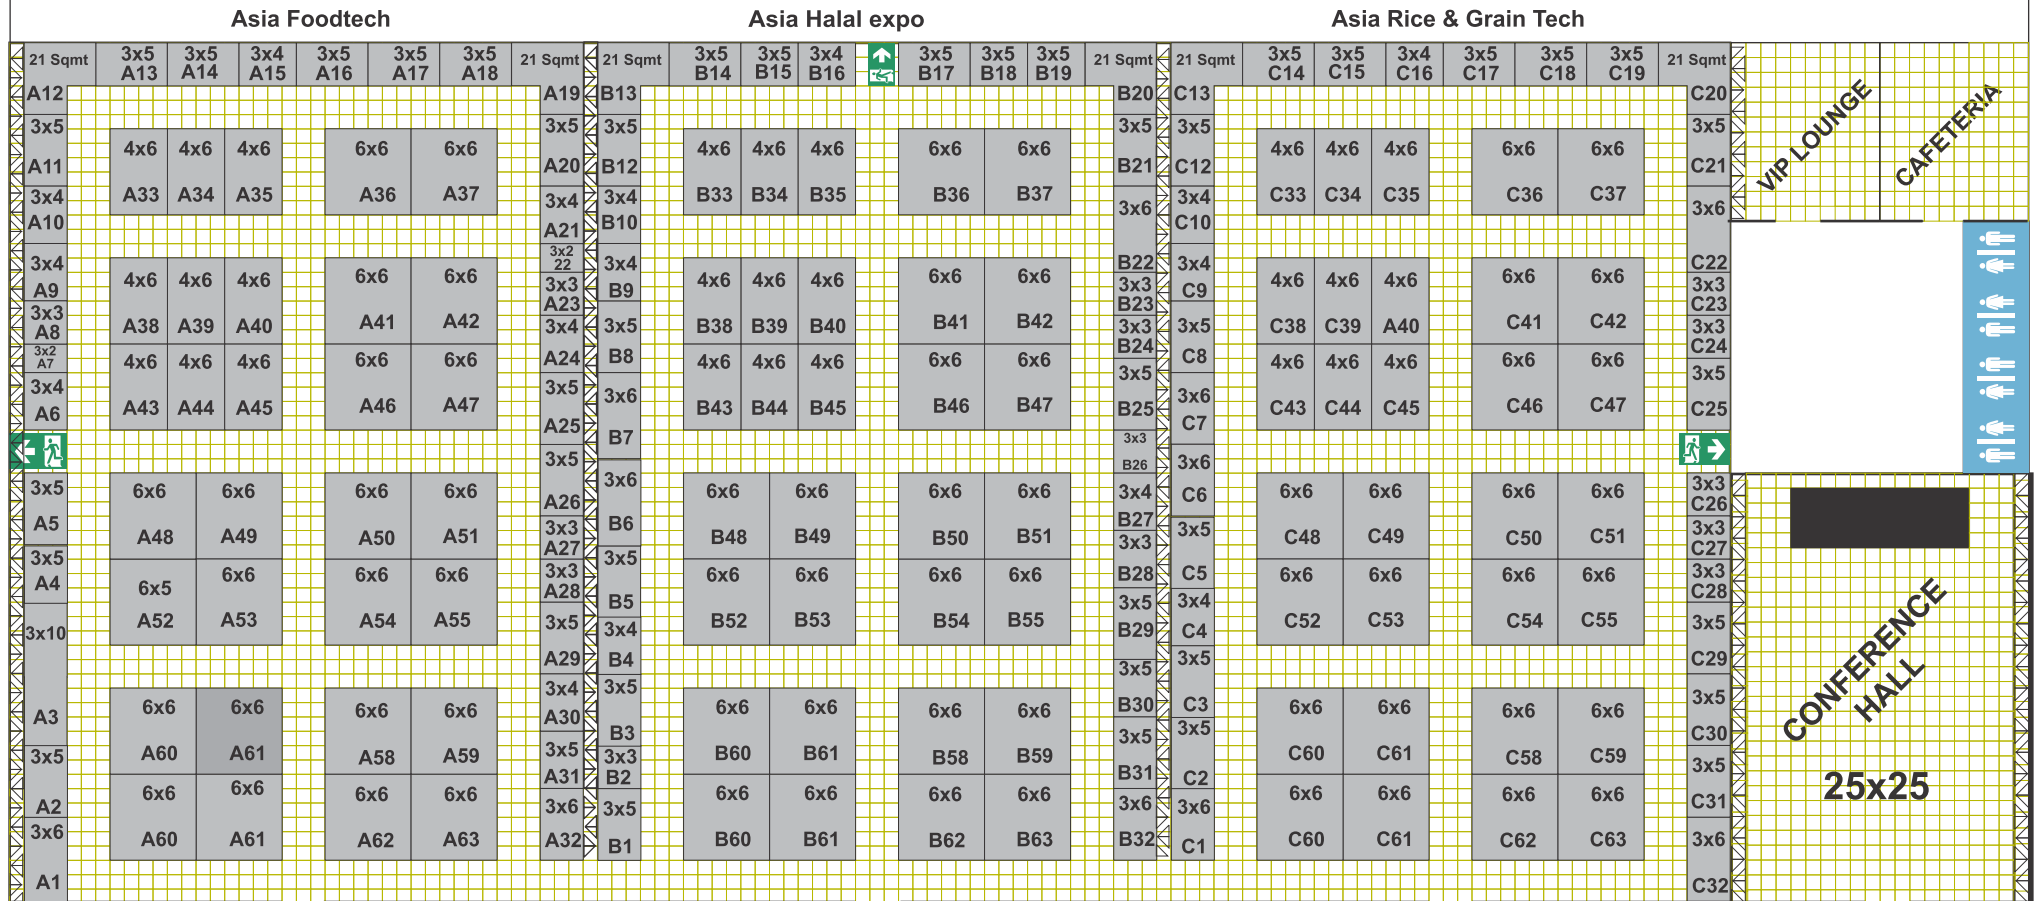 Asia Foodtech
Asia Halal expo
Asia Rice & Grain Tech
21 Sqmt 3x5 3x5 3x4 3x5 3x5 3x5 21 Sqmt
A13 A14 A15 A16 A17 A18
A12 A19
3x5 3x5
4x6 4x6 4x6 6x6 6x6
A11 A20
A33 A34 A35 A36 A37
3x4 3x4
A10 A21
3x2
22
3x4 3x3
A9 A23
4x6 4x6 4x6 6x6 6x6
3x3 3x4
A8
A38 A39 A40 A41 A42
3x2
A7 A24
4x6 4x6 4x6 6x6 6x6
3x4 3x5
A6 A25
A43 A44 A45 A46 A47
3x5
3x5
6x6 6x6 6x6 6x6
A5 A26
A48 A49 A50 A51
3x3
A27
3x5 3x3
A4 A28
6x5 6x6 6x6 6x6
A52 A53 A54 A55
3x10 3x5
A29
3x4
6x6 6x6 6x6 6x6
A3 A30
A60 A61 A58 A59
3x5 3x5
A31
6x6 6x6 6x6 6x6
A2 3x6
3x6
A60 A61 A62 A63
A32
A1
21 Sqmt 3x5 3x5 3x4 3x5 3x5 3x5 21 Sqmt
B14 B15 B16 B17 B18 B19
B13 B20
3x5 3x5
4x6 4x6 4x6 6x6 6x6
B12 B21
B33 B34 B35 B36 B37
3x4 3x6
B10
B22
3x4 3x3
B9 B23
4x6 4x6 4x6 6x6 6x6
3x5 3x3
B38 B39 B40 B41 B42
B8 B24
4x6 4x6 4x6 6x6 6x6
3x6 3x5
B43 B44 B45 B46 B47
B25
B7 3x3
B26
3x6 3x4
6x6 6x6 6x6 6x6
B6 B27
B48 B49 B50 B51
3x5 3x3
B28
6x6 6x6 6x6 6x6
B5 3x5
B52 B53 B54 B55
3x4 B29
B4 3x5
3x5 B30
6x6 6x6 6x6 6x6
B3 3x5
B60 B61 B58 B59
3x3
B2 B31
6x6 6x6 6x6 6x6
3x5 3x6
B60 B61 B62 B63
B1 B32
21 Sqmt 3x5 3x5 3x4 3x5 3x5 3x5 21 Sqmt
C14 C15 C16 C17 C18 C19
C13 C20
3x5 3x5
4x6 4x6 4x6 6x6 6x6
C12 C21
C33 C34 C35 C36 C37
3x4 3x6
C10
C22
3x4 3x3
C9 C23
4x6 4x6 4x6 6x6 6x6
3x5 3x3
C38 C39 A40 C41 C42
C8 C24
4x6 4x6 4x6 6x6 6x6
3x6 3x5
C43 C44 C45 C46 C47
C7 C25
3x6 3x3
C6 C26
6x6 6x6 6x6 6x6
3x5 3x3
C48 C49 C50 C51
C27
C5 3x3
C28
6x6 6x6 6x6 6x6
3x4 3x5
C52 C53 C54 C55
C4
3x5 C29
C3 3x5
6x6 6x6 6x6 6x6
3x5 C30
C60 C61 C58 C59
C2 3x5
6x6 6x6 6x6 6x6
3x6 C31
C60 C61 C62 C63
C1 3x6
C32
VIP LOUNGE
CAFETERIA
CONFERENCE
HALL
25x25